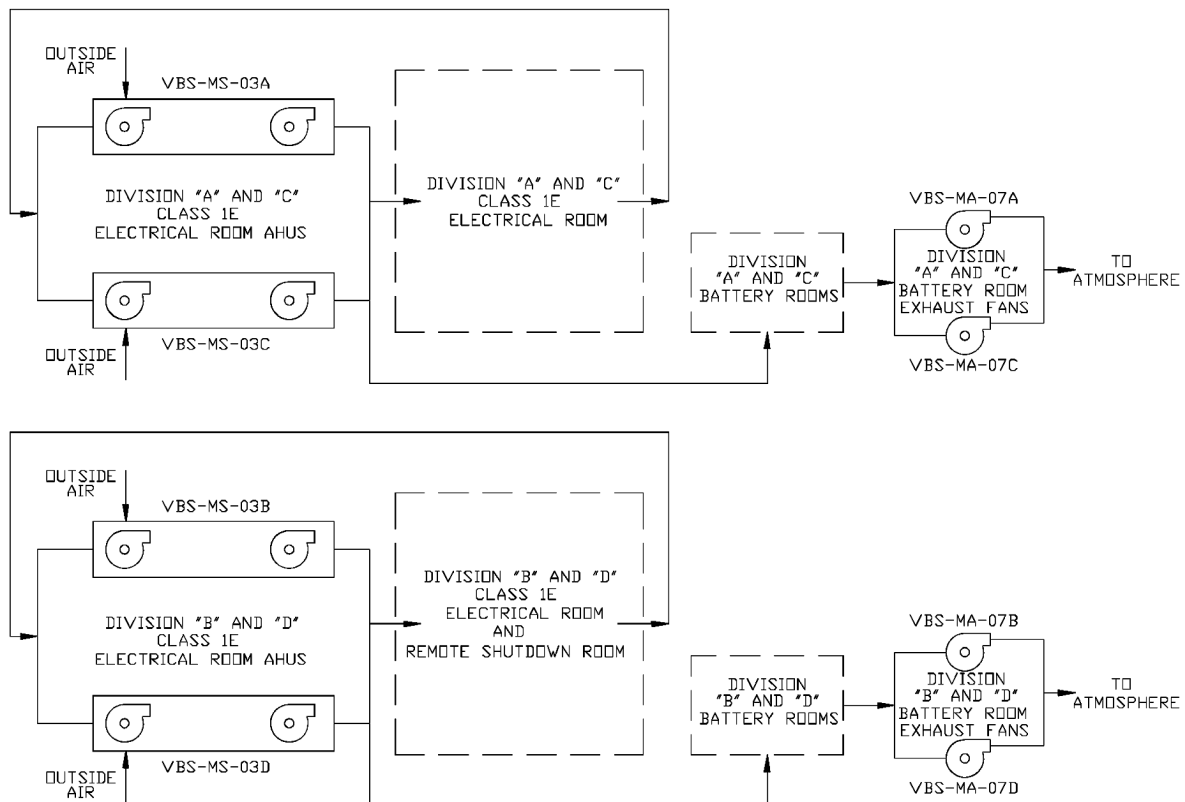 OUTSIDE
AIR
VBS-MS-03A
DIVISION "A" AND "C"
CLASS 1E
ELECTRICAL ROOM AHUS
VBS-MS-03C
OUTSIDE
AIR
DIVISION "A" AND "C"
CLASS 1E
ELECTRICAL ROOM
DIVISION
"A" AND "C"
BATTERY ROOMS
VBS-MA-07A
DIVISION
"A" AND "C"
BATTERY ROOM
EXHAUST FANS
VBS-MA-07C
TO
ATMOSPHERE
OUTSIDE
AIR
VBS-MS-03B
DIVISION "B" AND "D"
CLASS 1E
ELECTRICAL ROOM AHUS
VBS-MS-03D
OUTSIDE
AIR
DIVISION "B" AND "D"
CLASS 1E
ELECTRICAL ROOM
AND
REMOTE SHUTDOWN ROOM
DIVISION
"B" AND "D"
BATTERY ROOMS
VBS-MA-07B
DIVISION
"B" AND "D"
BATTERY ROOM
EXHAUST FANS
VBS-MA-07D
TO
ATMOSPHERE